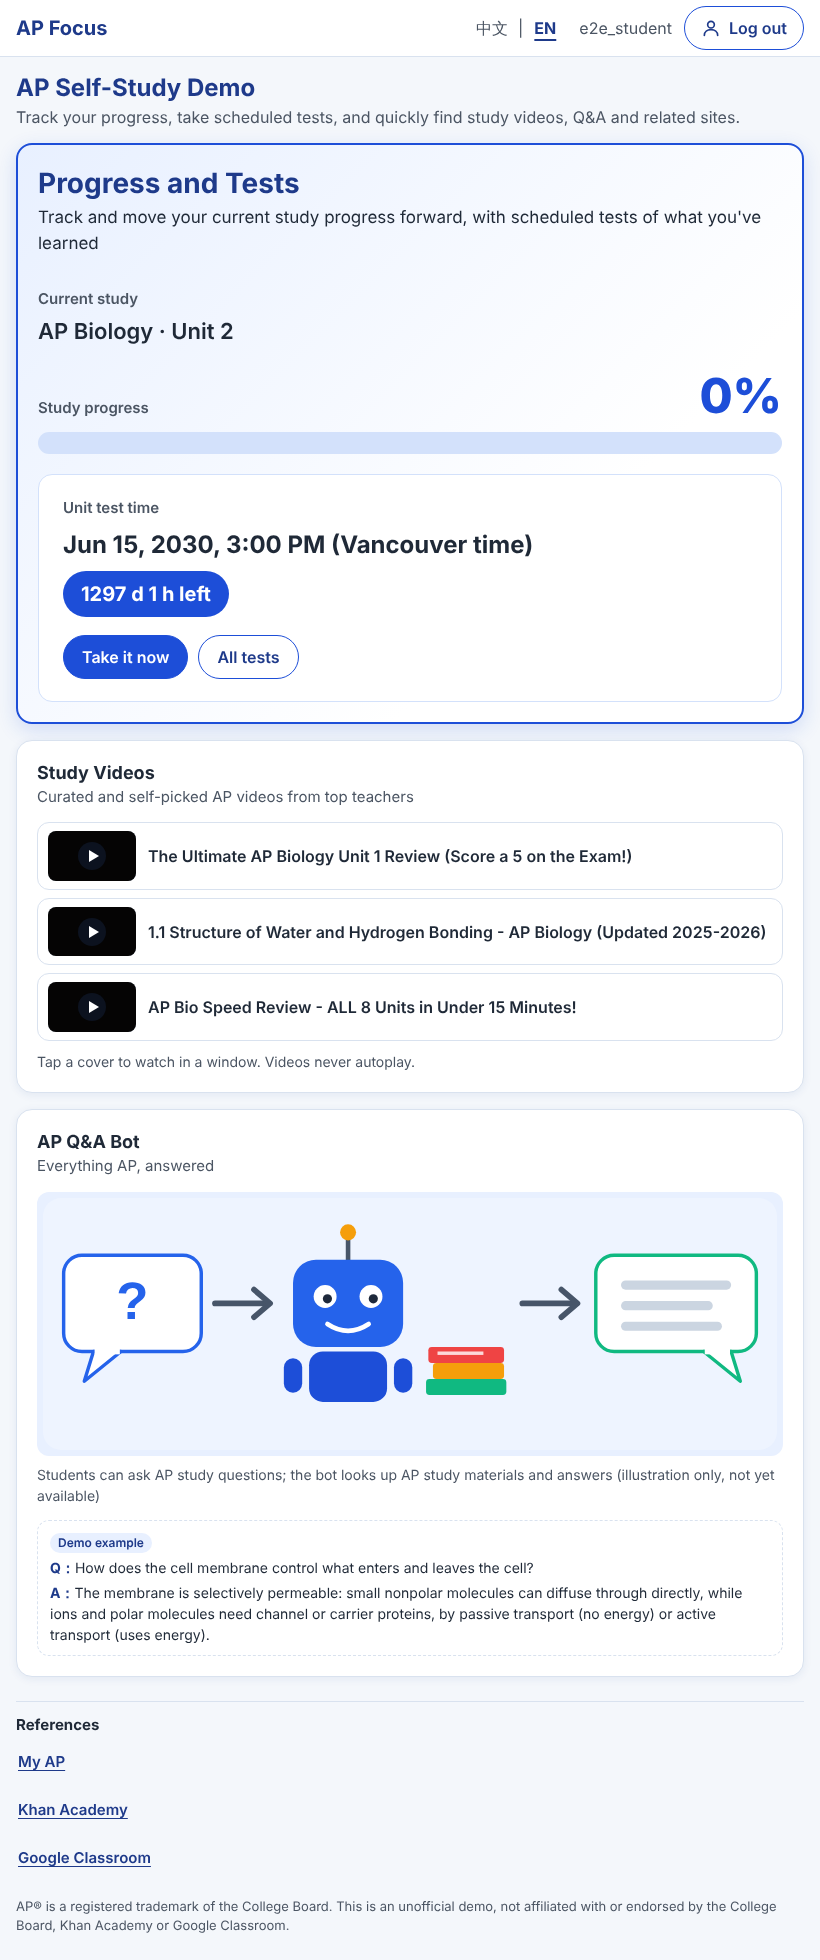 AP Focus
中文 | EN e2e_student Log out
AP Self-Study Demo
Track your progress, take scheduled tests, and quickly find study videos, Q&A and related sites.
Progress and Tests
Track and move your current study progress forward, with scheduled tests of what you've
learned
Current study
AP Biology · Unit 2
Study progress 0%
Unit test time
Jun 15, 2030, 3:00 PM (Vancouver time)
1297 d 1 h left
Take it now All tests
Study Videos
Curated and self-picked AP videos from top teachers
The Ultimate AP Biology Unit 1 Review (Score a 5 on the Exam!)
1.1 Structure of Water and Hydrogen Bonding - AP Biology (Updated 2025-2026)
AP Bio Speed Review - ALL 8 Units in Under 15 Minutes!
Tap a cover to watch in a window. Videos never autoplay.
AP Q&A Bot
Everything AP, answered
?
Students can ask AP study questions; the bot looks up AP study materials and answers (illustration only, not yet
available)
Demo example
Q：How does the cell membrane control what enters and leaves the cell?
A：The membrane is selectively permeable: small nonpolar molecules can diffuse through directly, while
ions and polar molecules need channel or carrier proteins, by passive transport (no energy) or active
transport (uses energy).
References
My AP
Khan Academy
Google Classroom
AP® is a registered trademark of the College Board. This is an unofficial demo, not affiliated with or endorsed by the College
Board, Khan Academy or Google Classroom.